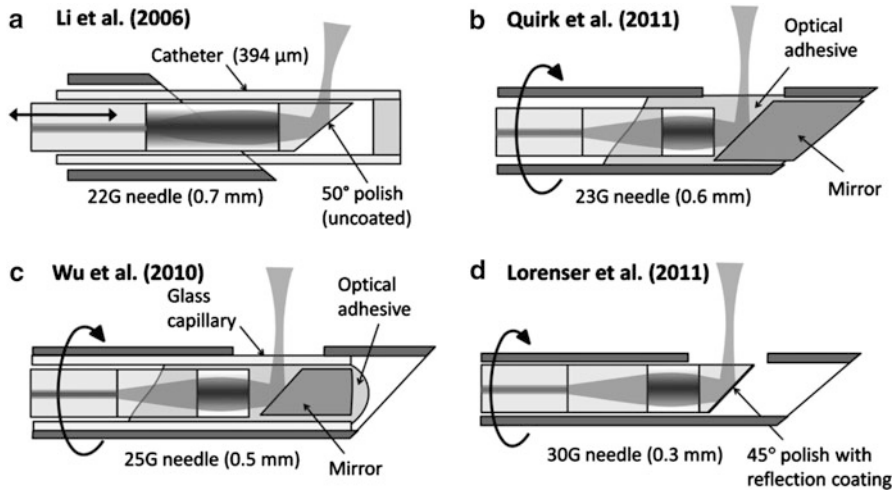 a
Li et al. (2006)
Catheter (394 μm)
22G needle (0.7 mm)
50° polish
(uncoated)
b
Quirk et al. (2011)
Optical
adhesive
23G needle (0.6 mm)
Mirror
c
Wu et al. (2010)
Glass
capillary
Optical
adhesive
25G needle (0.5 mm)
Mirror
d
Lorenser et al. (2011)
30G needle (0.3 mm)
45° polish with
reflection coating